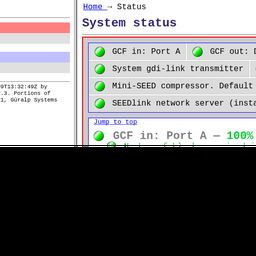 Home → Status
System status
GCF in: Port A
GCF out:
System gdi-link transmitter
Mini-SEED compressor. Default
SEEDlink network server (insta
9T13:32:49Z by
.3. Portions of
1, Güralp Systems
Jump to top
GCF in: Port A — 100%